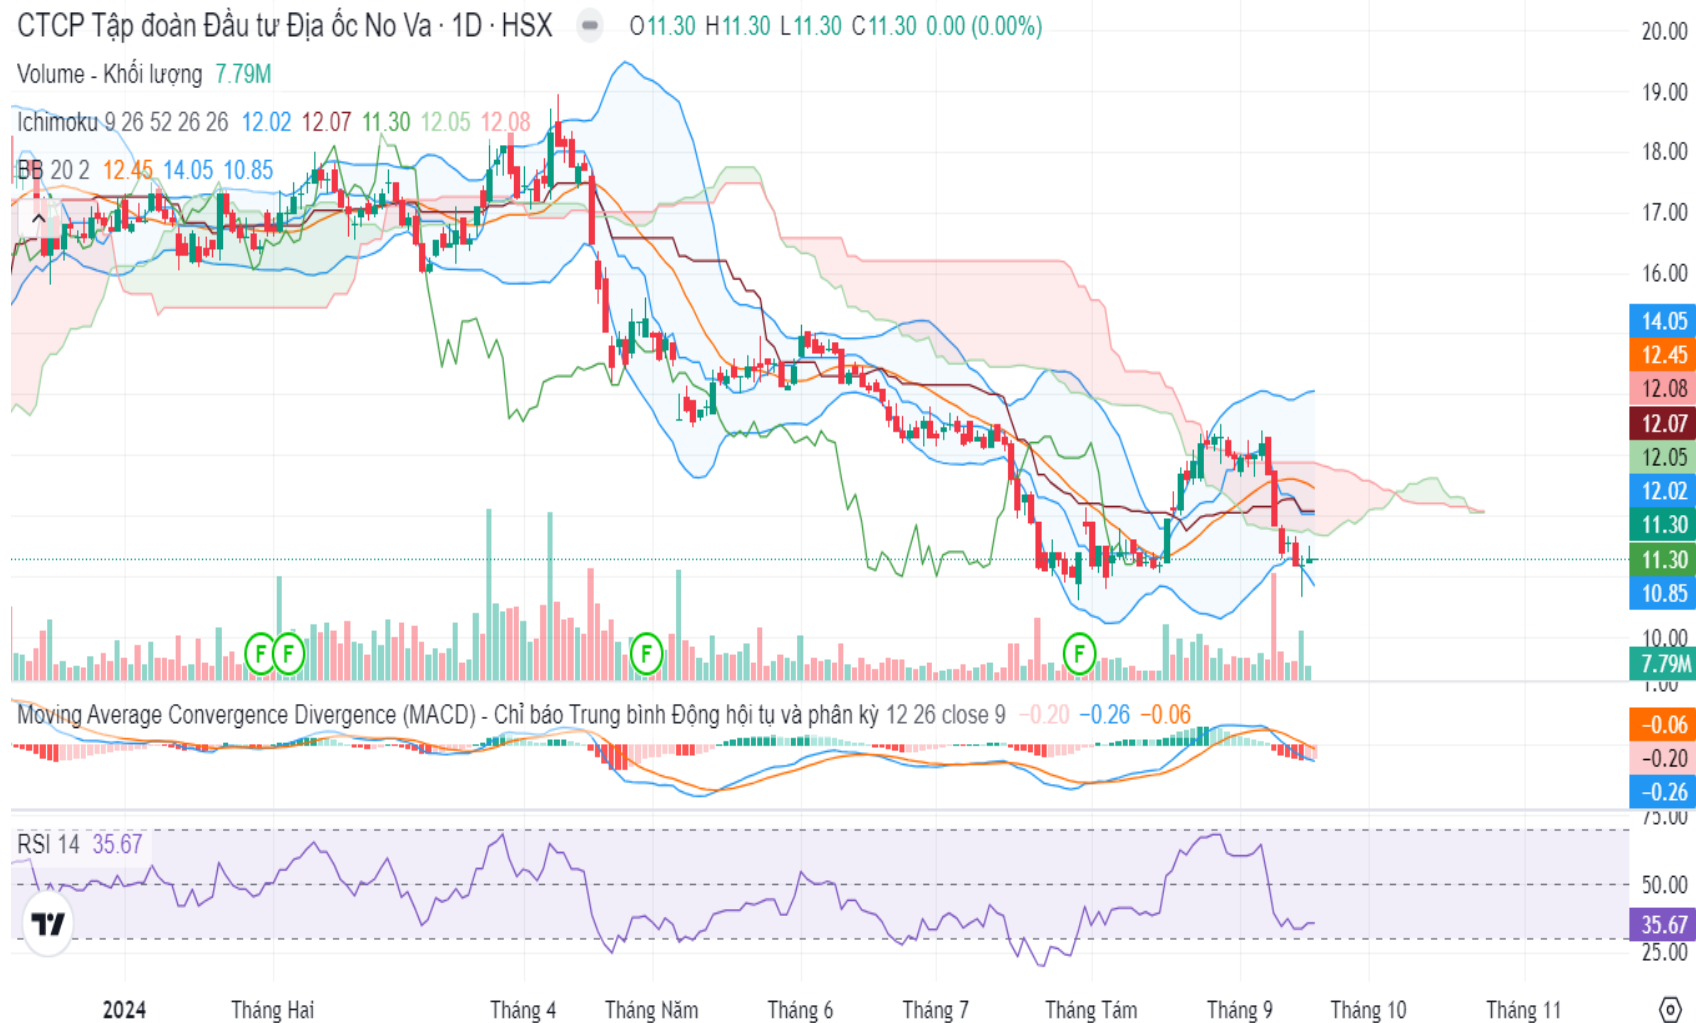 CTCP Tập đoàn Đầu tư Địa ốc No Va · 1D · HSX O11.30 H11.30 L11.30 C11.30 0.00 (0.00%)
Volume - Khối lượng 7.79M
Ichimoku 9 26 52 26 26 12.02 12.07 11.30 12.05 12.08
BB 20 2 12.45 14.05 10.85
20.00
19.00
18.00
17.00
16.00
14.05
12.45
12.08
12.07
12.05
12.02
11.30
11.30
10.85
10.00
7.79M
F F F F
1.00
Moving Average Convergence Divergence (MACD) - Chỉ báo Trung bình Động hội tụ và phân kỳ 12 26 close 9 −0.20 −0.26 −0.06
−0.06
−0.20
−0.26
75.00
RSI 14 35.67
50.00
35.67
25.00
2024 Tháng Hai Tháng 4 Tháng Năm Tháng 6 Tháng 7 Tháng Tám Tháng 9 Tháng 10 Tháng 11